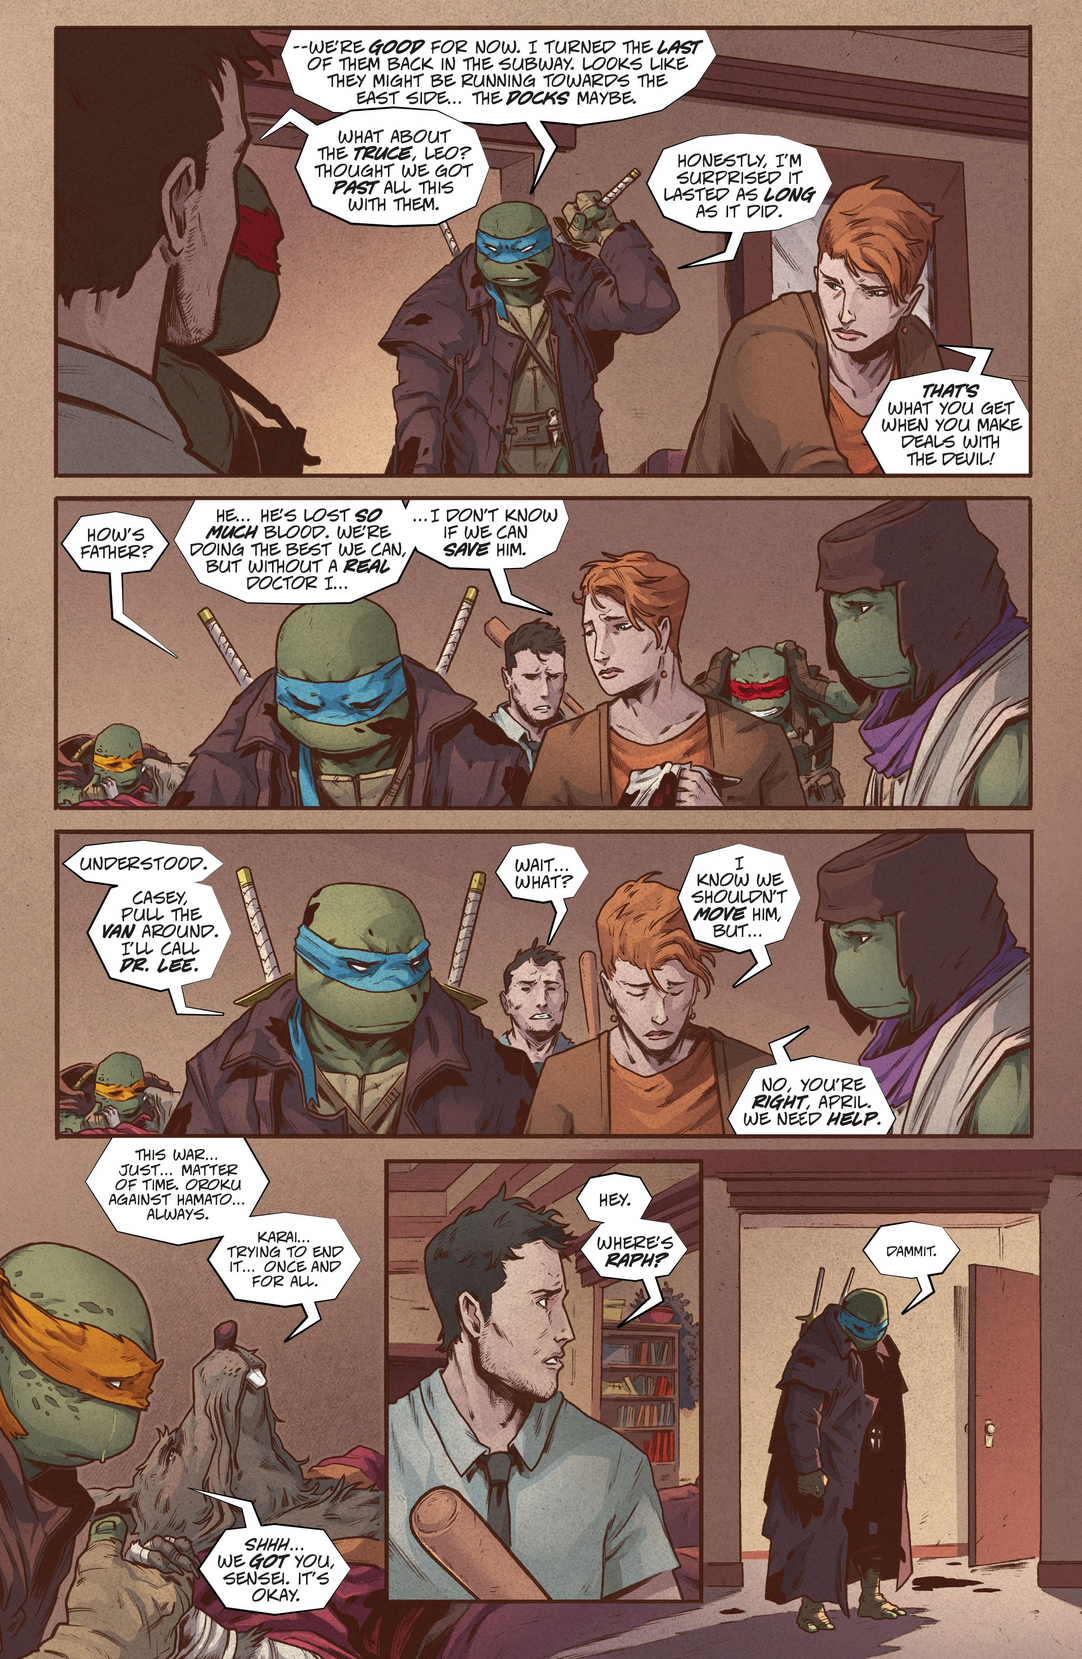 --WE'RE GOOD FOR NOW. I TURNED THE LAST
OF THEM BACK IN THE SUBWAY. LOOKS LIKE
THEY MIGHT BE RUNNING TOWARDS THE
EAST SIDE... THE DOCKS MAYBE.
WHAT ABOUT
THE TRUCE, LEO?
THOUGHT WE GOT
PAST ALL THIS
WITH THEM.
HONESTLY, I'M
SURPRISED IT
LASTED AS LONG
AS IT DID.
THAT'S
WHAT YOU GET
WHEN YOU MAKE
DEALS WITH
THE DEVIL!
HOW'S
FATHER?
HE... HE'S LOST SO
MUCH BLOOD. WE'RE
DOING THE BEST WE CAN,
BUT WITHOUT A REAL
DOCTOR I...
...I DON'T KNOW
IF WE CAN
SAVE HIM.
UNDERSTOOD.
CASEY,
PULL THE
VAN AROUND.
I'LL CALL
DR. LEE.
WAIT...
WHAT?
I
KNOW WE
SHOULDN'T
MOVE HIM,
BUT...
NO, YOU'RE
RIGHT, APRIL.
WE NEED HELP.
THIS WAR...
JUST... MATTER
OF TIME. OROKU
AGAINST HAMATO...
ALWAYS.
KARAI...
TRYING TO END
IT... ONCE AND
FOR ALL.
SHHH...
WE GOT YOU,
SENSEI. IT'S
OKAY.
HEY.
WHERE'S
RAPH?
DAMMIT.